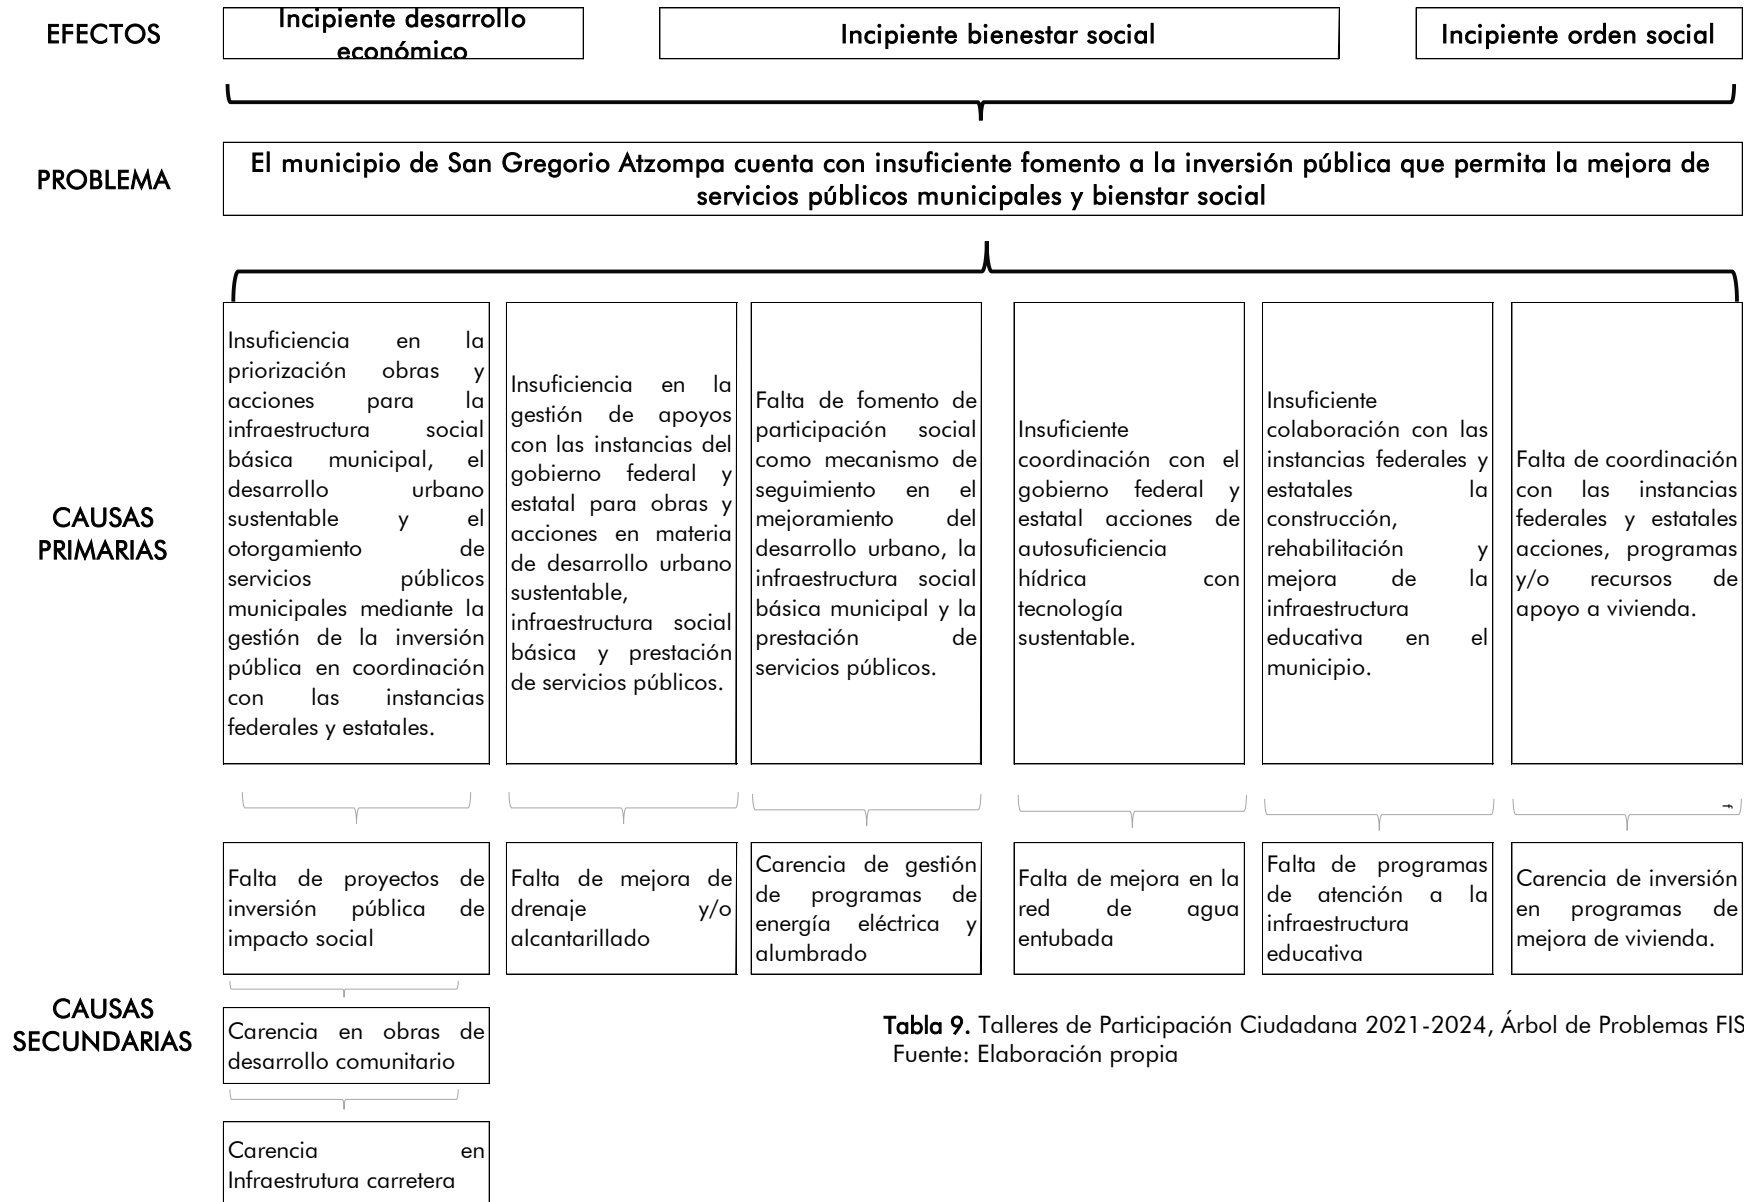 EFECTOS
Incipiente desarrollo
económico
Incipiente bienestar social
Incipiente orden social
PROBLEMA
El municipio de San Gregorio Atzompa cuenta con insuficiente fomento a la inversión pública que permita la mejora de
servicios públicos municipales y bienstar social
CAUSAS
PRIMARIAS
Insuficiencia en la
priorización obras y
acciones para la
infraestructura social
básica municipal, el
desarrollo urbano
sustentable y el
otorgamiento de
servicios públicos
municipales mediante la
gestión de la inversión
pública en coordinación
con las instancias
federales y estatales.
Insuficiencia en la
gestión de apoyos
con las instancias del
gobierno federal y
estatal para obras y
acciones en materia
de desarrollo urbano
sustentable,
infraestructura social
básica y prestación
de servicios públicos.
Falta de fomento de
participación social
como mecanismo de
seguimiento en el
mejoramiento del
desarrollo urbano, la
infraestructura social
básica municipal y la
prestación de
servicios públicos.
Insuficiente
coordinación con el
gobierno federal y
estatal acciones de
autosuficiencia
hídrica con
tecnología
sustentable.
Insuficiente
colaboración con las
instancias federales y
estatales la
construcción,
rehabilitación y
mejora de la
infraestructura
educativa en el
municipio.
Falta de coordinación
con las instancias
federales y estatales
acciones, programas
y/o recursos de
apoyo a vivienda.
CAUSAS
SECUNDARIAS
Falta de proyectos de
inversión pública de
impacto social
Falta de mejora de
drenaje y/o
alcantarillado
Carencia de gestión
de programas de
energía eléctrica y
alumbrado
Falta de mejora en la
red de agua
entubada
Falta de programas
de atención a la
infraestructura
educativa
Carencia de inversión
en programas de
mejora de vivienda.
Carencia en obras de
desarrollo comunitario
Carencia en
Infraestrutura carretera
Tabla 9. Talleres de Participación Ciudadana 2021-2024, Árbol de Problemas FIS
Fuente: Elaboración propia